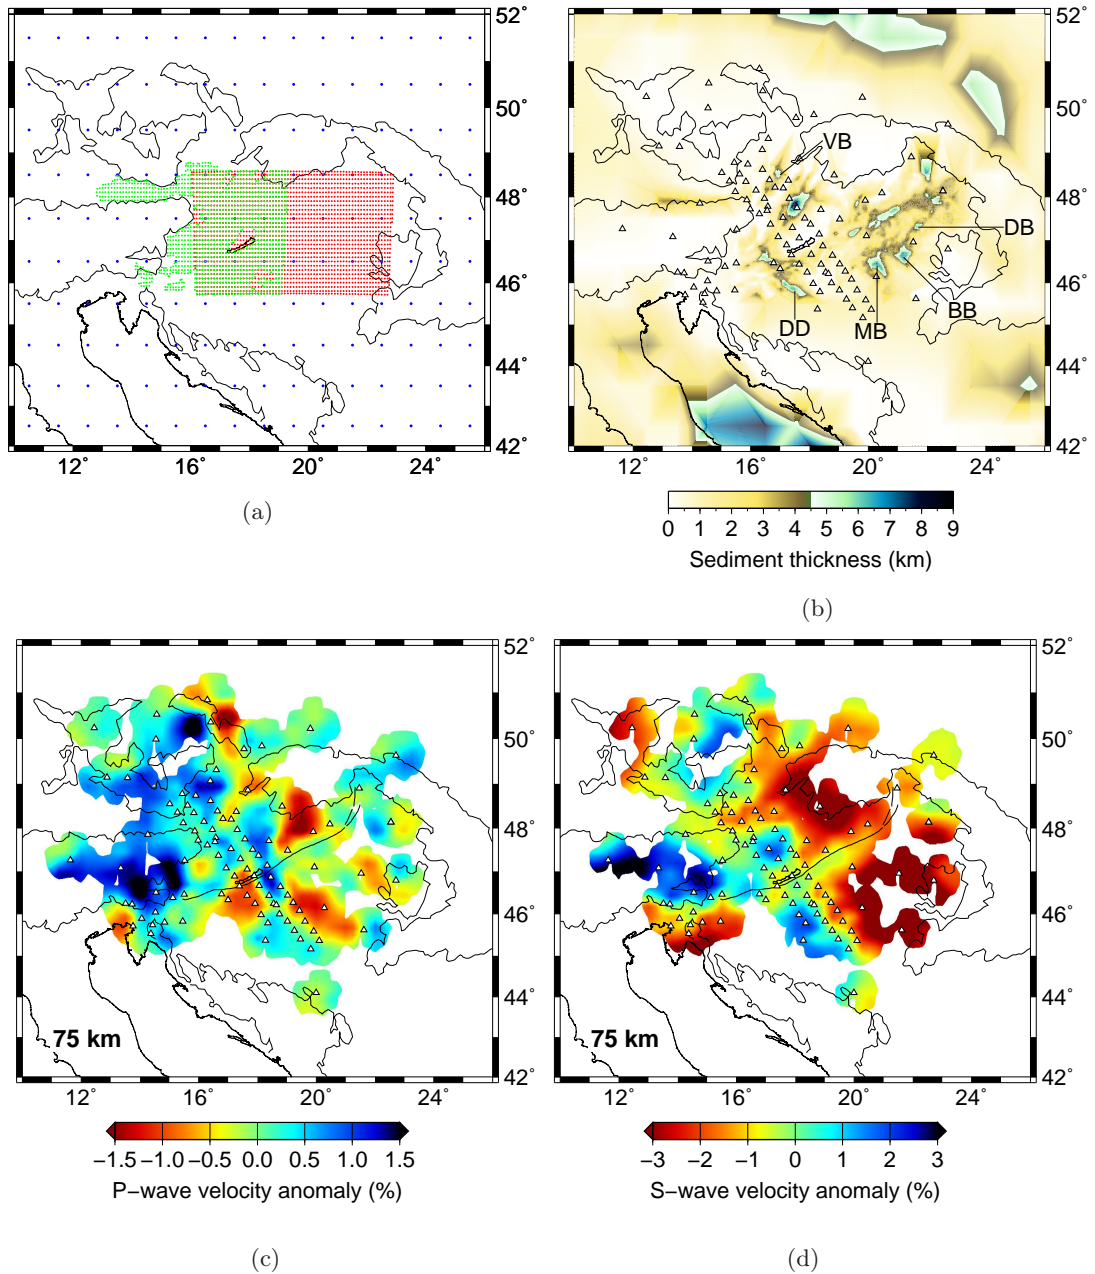 52°
50°
48°
46°
44°
42°
12° 16° 20° 24°
(a)
52°
50°
48°
46°
44°
42°
VB
DB
BB
MB
DD
12° 16° 20° 24°
0 1 2 3 4 5 6 7 8 9
Sediment thickness (km)
(b)
52°
50°
48°
46°
44°
42°
75 km
12° 16° 20° 24°
−1.5 −1.0 −0.5 0.0 0.5 1.0 1.5
P−wave velocity anomaly (%)
(c)
52°
50°
48°
46°
44°
42°
75 km
12° 16° 20° 24°
−3 −2 −1 0 1 2 3
S−wave velocity anomaly (%)
(d)